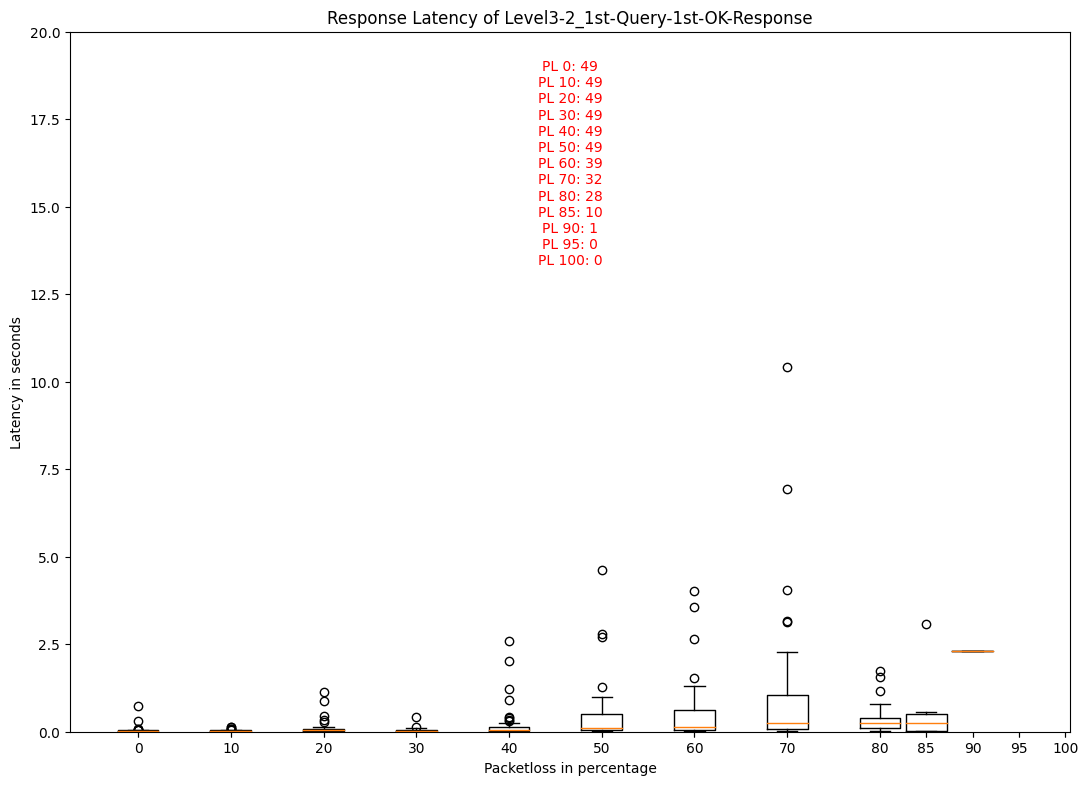 Response Latency of Level3-2_1st-Query-1st-OK-Response
20.0
17.5
15.0
12.5
10.0
7.5
5.0
2.5
0.0
Latency in seconds
PL 0: 49
PL 10: 49
PL 20: 49
PL 30: 49
PL 40: 49
PL 50: 49
PL 60: 39
PL 70: 32
PL 80: 28
PL 85: 10
PL 90: 1
PL 95: 0
PL 100: 0
0 10 20 30 40 50 60 70 80 85 90 95 100
Packetloss in percentage